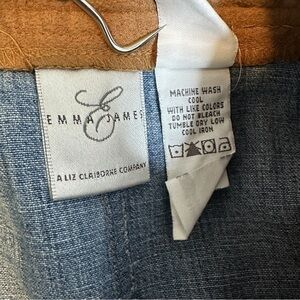 E
EMMA JAMES
A LIZ CLAIBORNE COMPANY
MACHINE WASH
COOL
WITH LIKE COLORS
DO NOT BLEACH
TUMBLE DRY LOW
COOL IRON